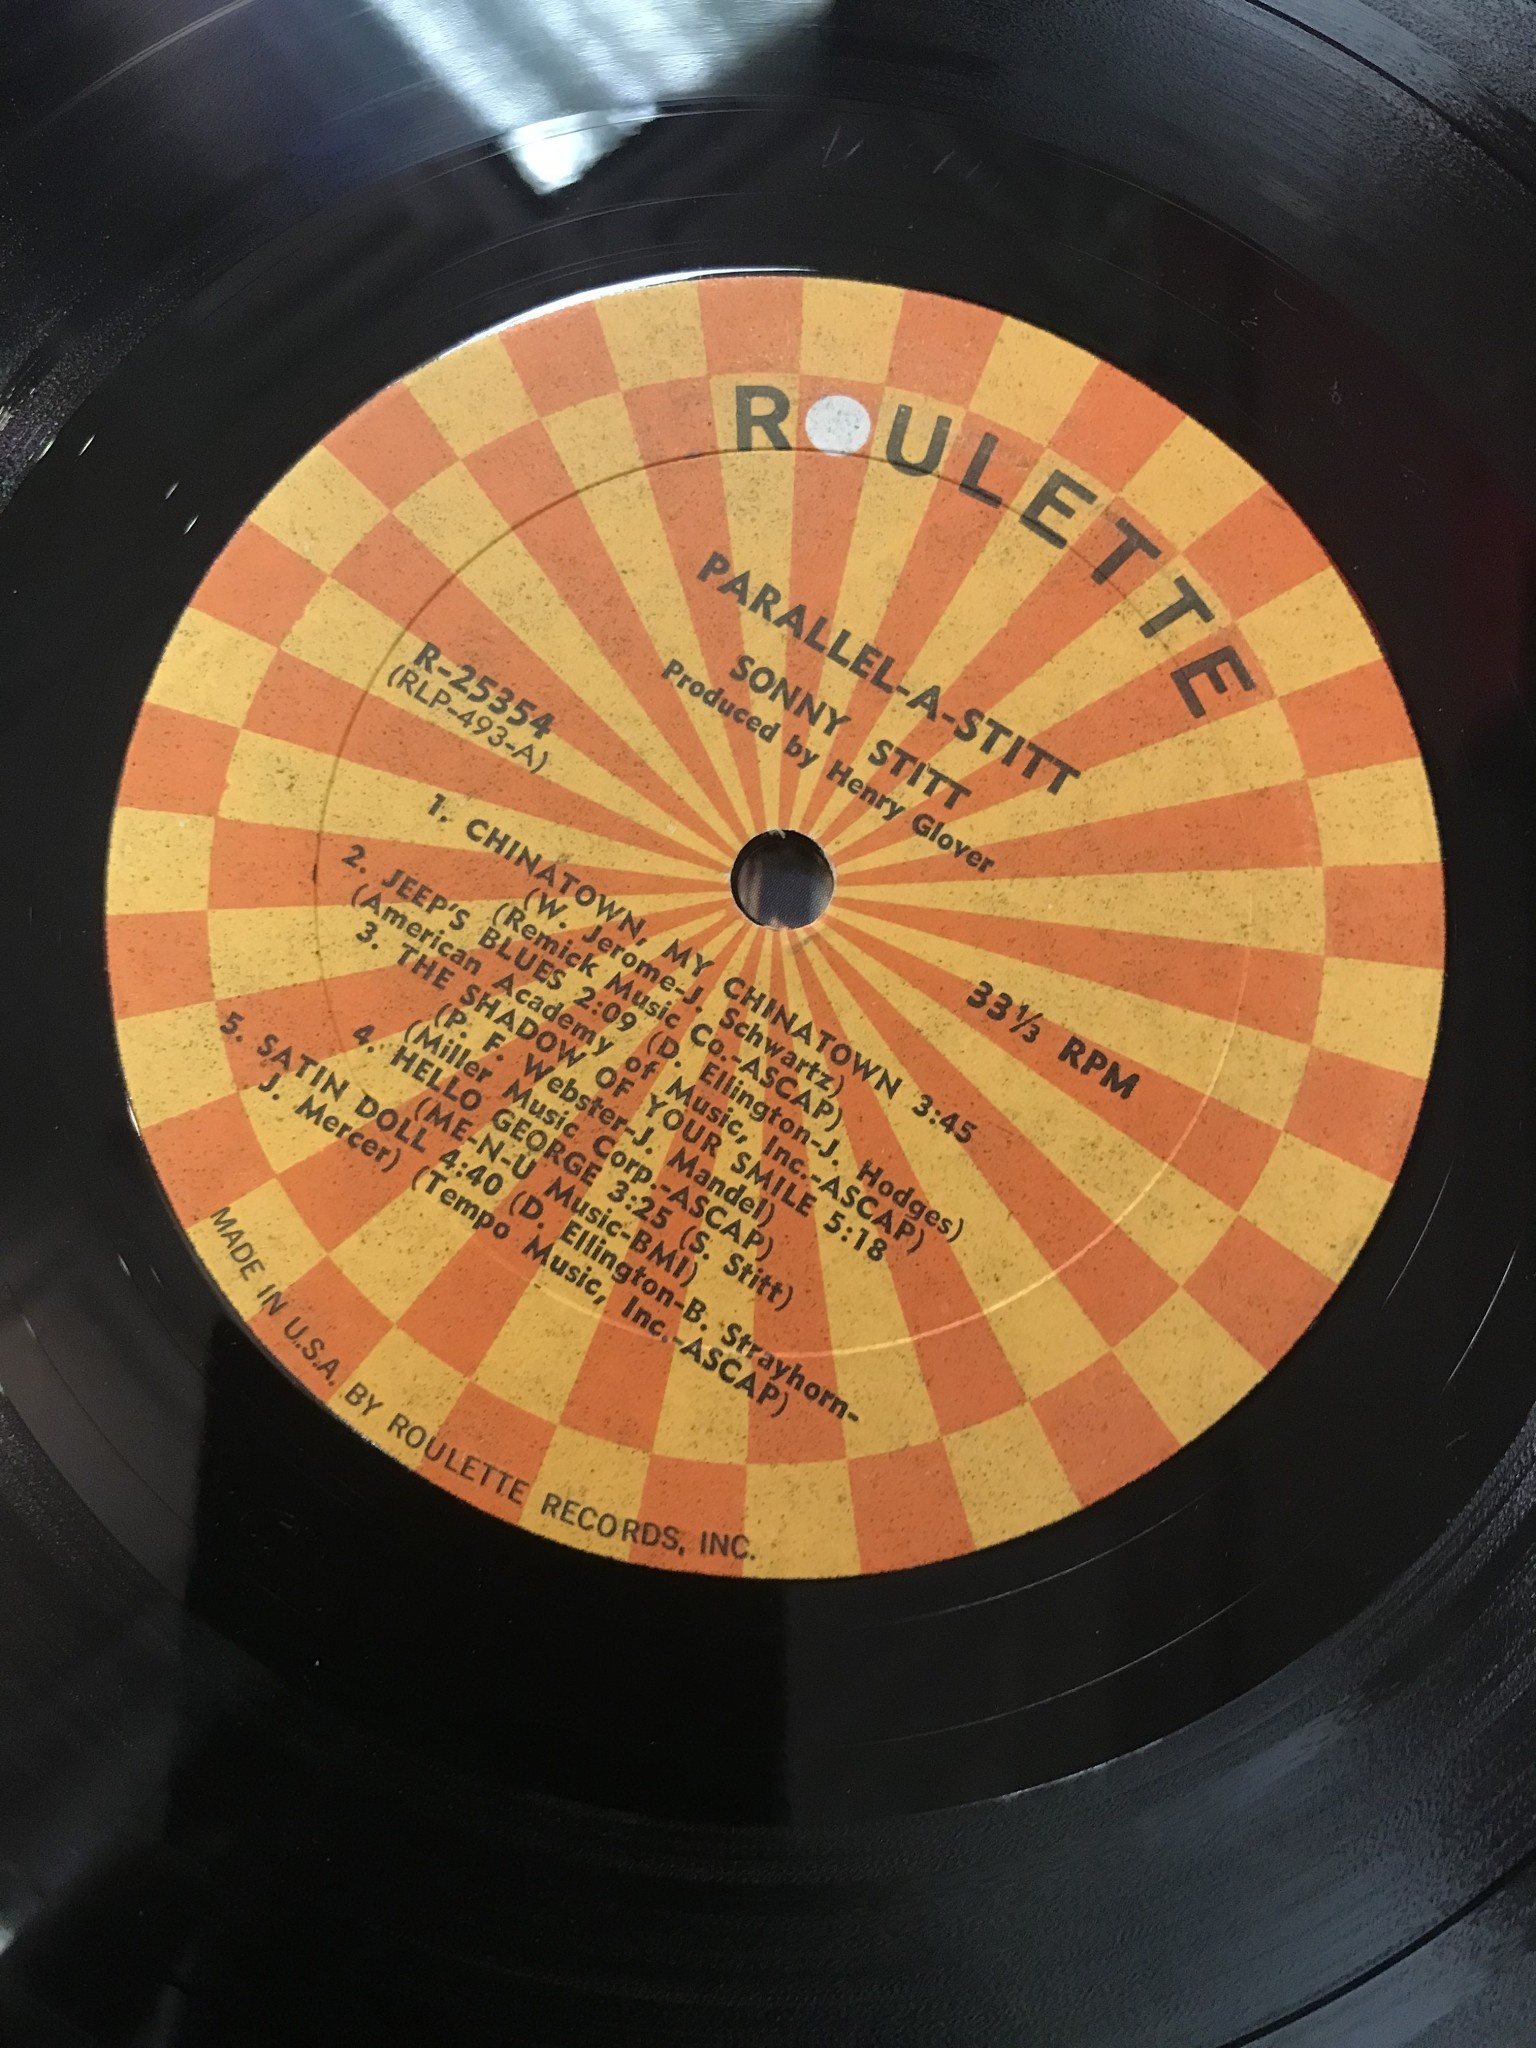 ROULETTE
PARALLEL-A-STITT
SONNY STITT
Produced by Henry Glover
R-25354
(RLP-493-A)
33⅓ RPM
1. CHINATOWN, MY CHINATOWN 3:45
(W. Jerome-J. Schwartz)
(Remick Music Co.-ASCAP)
2. JEEP'S BLUES 2:09 (D. Ellington-J. Hodges)
(American Academy of Music, Inc.-ASCAP)
3. THE SHADOW OF YOUR SMILE 5:18
(P. F. Webster-J. Mandel)
(Miller Music Corp.-ASCAP)
4. HELLO GEORGE 3:25 (S. Stitt)
(ME-N-U Music-BMI)
5. SATIN DOLL 4:40 (D. Ellington-B. Strayhorn-
J. Mercer) (Tempo Music, Inc.-ASCAP)
MADE IN U.S.A. BY ROULETTE RECORDS, INC.